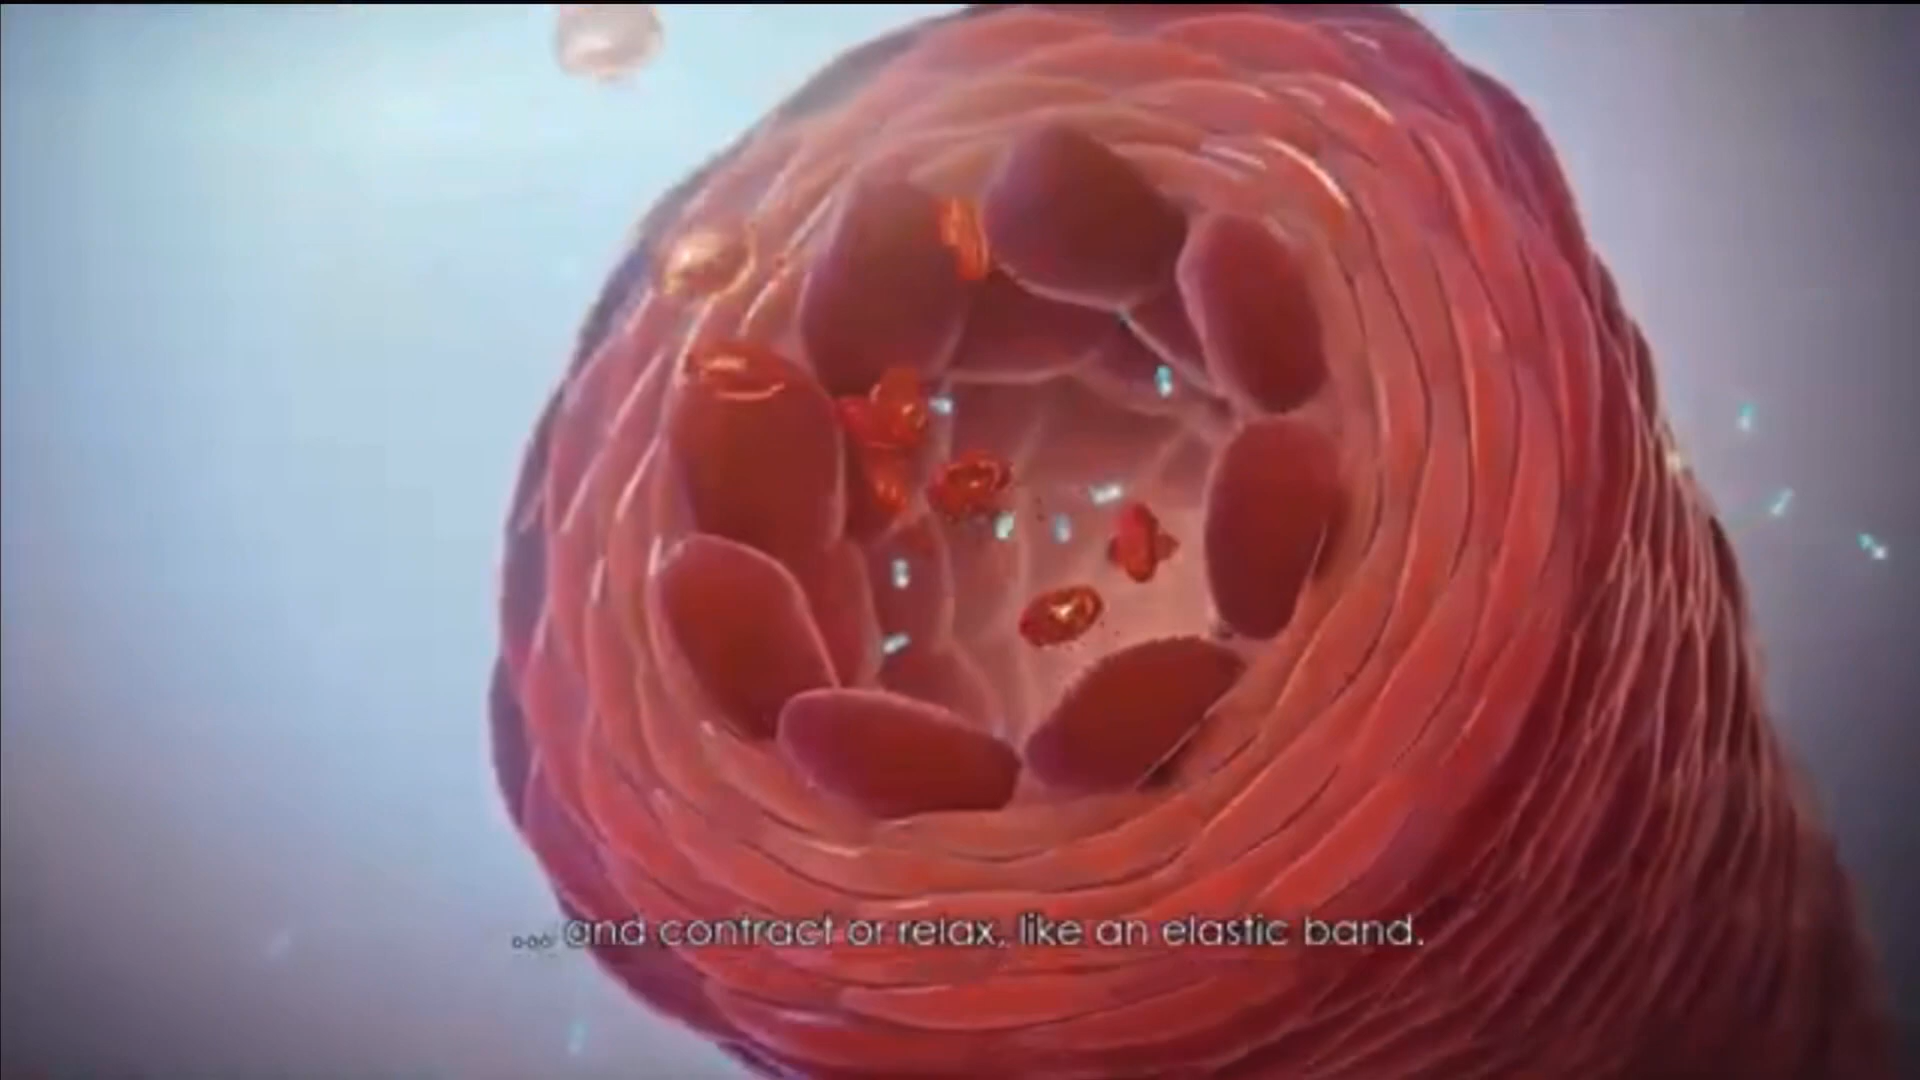 ... and contract or relax, like an elastic band.